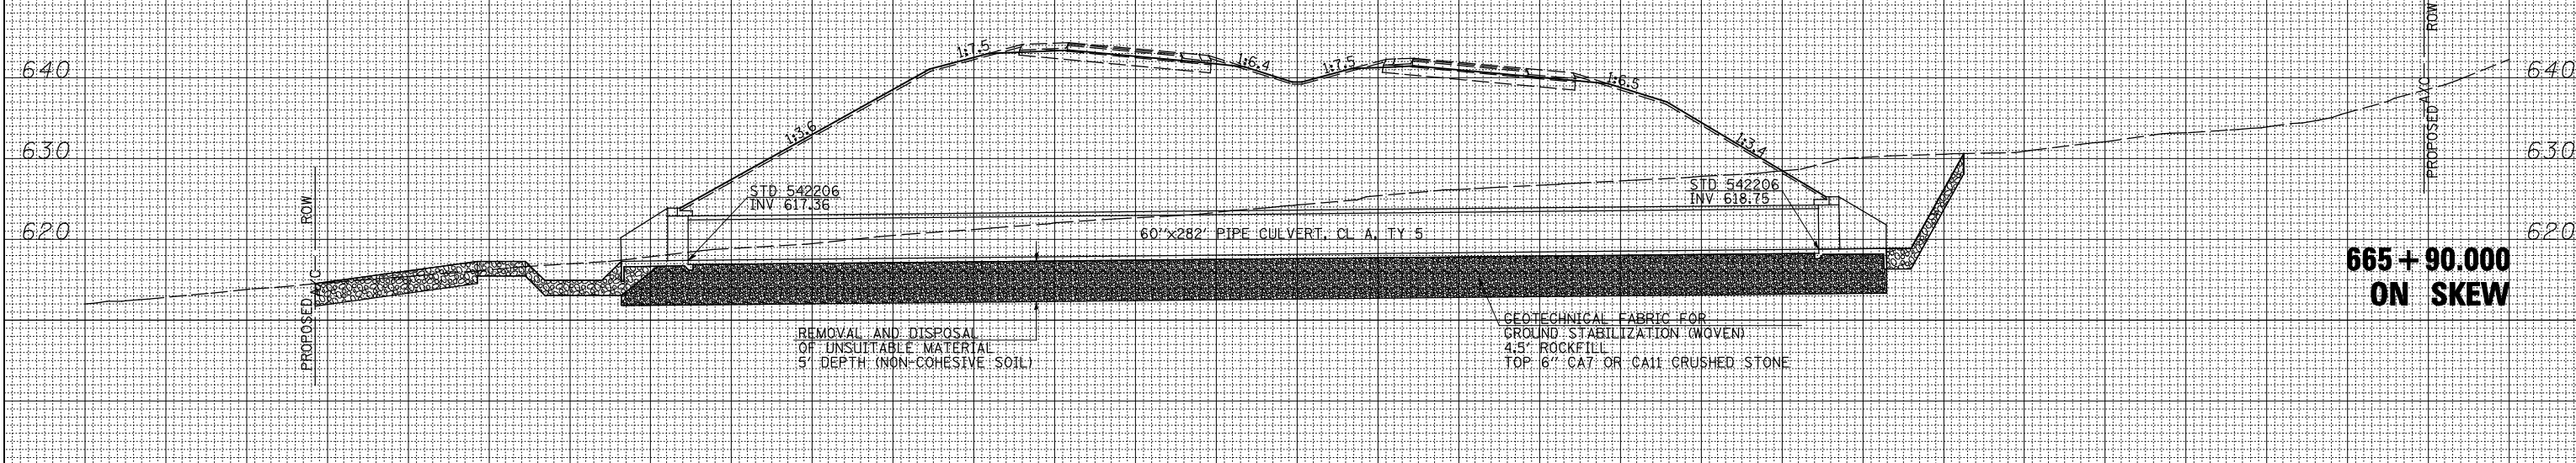 ROW
640
1:7.5
1:6.4
1:7.5
1:6.5
640
PROPOSED AXC
630
1:3.6
1:3.4
630
STD 542206
INV 617.36
STD 542206
INV 618.75
ROW
620
60"x282' PIPE CULVERT, CL A, TY 5
620
665+90.000
ON SKEW
PROPOSED A/C
REMOVAL AND DISPOSAL
OF UNSUITABLE MATERIAL
5' DEPTH (NON-COHESIVE SOIL)
GEOTECHNICAL FABRIC FOR
GROUND STABILIZATION (WOVEN)
4.5' ROCKFILL
TOP 6" CA7 OR CA11 CRUSHED STONE